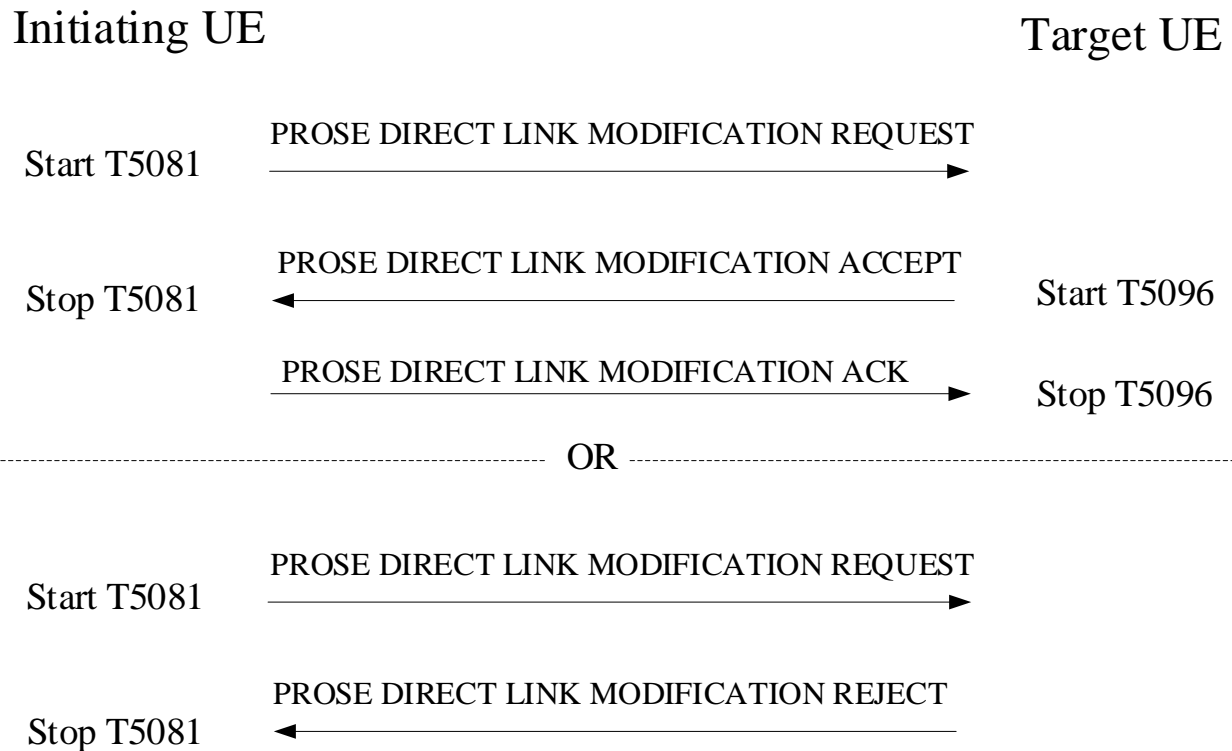 Initiating UE
Target UE
PROSE DIRECT LINK MODIFICATION REQUEST
Start T5081
PROSE DIRECT LINK MODIFICATION ACCEPT
Stop T5081
Start T5096
PROSE DIRECT LINK MODIFICATION ACK
Stop T5096
OR
PROSE DIRECT LINK MODIFICATION REQUEST
Start T5081
PROSE DIRECT LINK MODIFICATION REJECT
Stop T5081